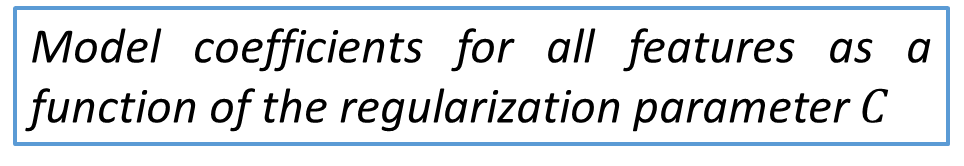 Model coefficients for all features as a
function of the regularization parameter C